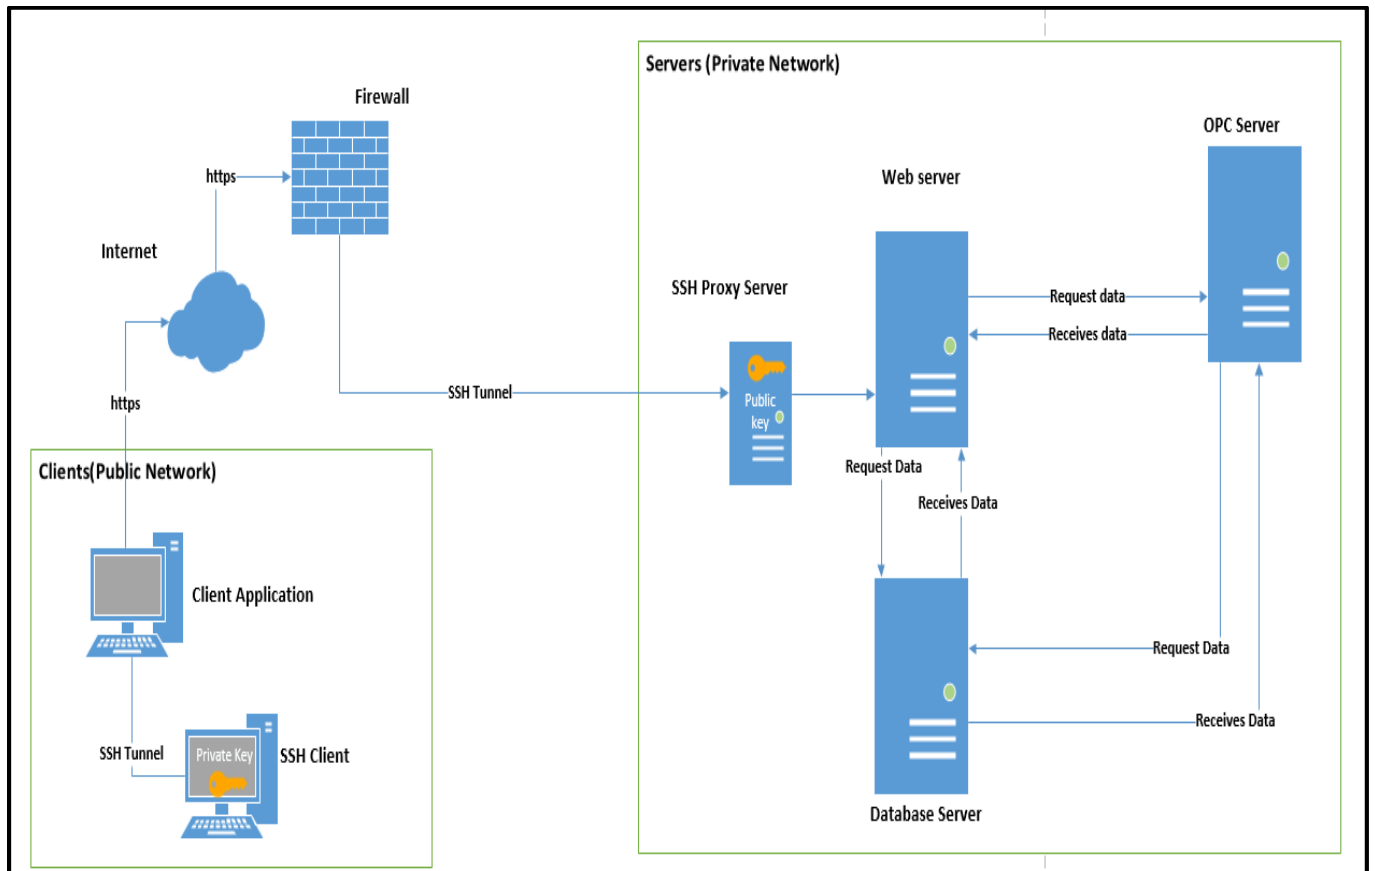 Servers (Private Network)
Firewall
OPC Server
https
Web server
Internet
SSH Proxy Server
Request data
Receives data
https
SSH Tunnel
Public
key
Clients(Public Network)
Request Data
Receives Data
Client Application
Request Data
Receives Data
SSH Tunnel
Private Key
SSH Client
Database Server